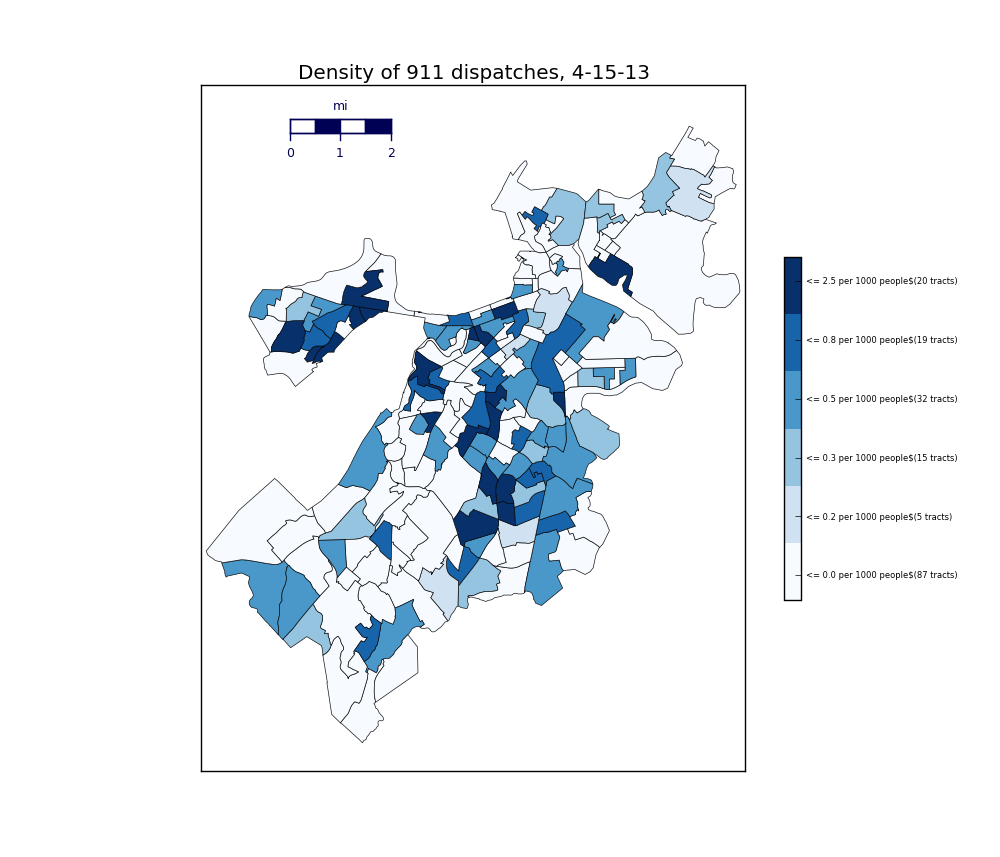 Density of 911 dispatches, 4-15-13
mi
0 1 2
<= 2.5 per 1000 people$(20 tracts)
<= 0.8 per 1000 people$(19 tracts)
<= 0.5 per 1000 people$(32 tracts)
<= 0.3 per 1000 people$(15 tracts)
<= 0.2 per 1000 people$(5 tracts)
<= 0.0 per 1000 people$(87 tracts)